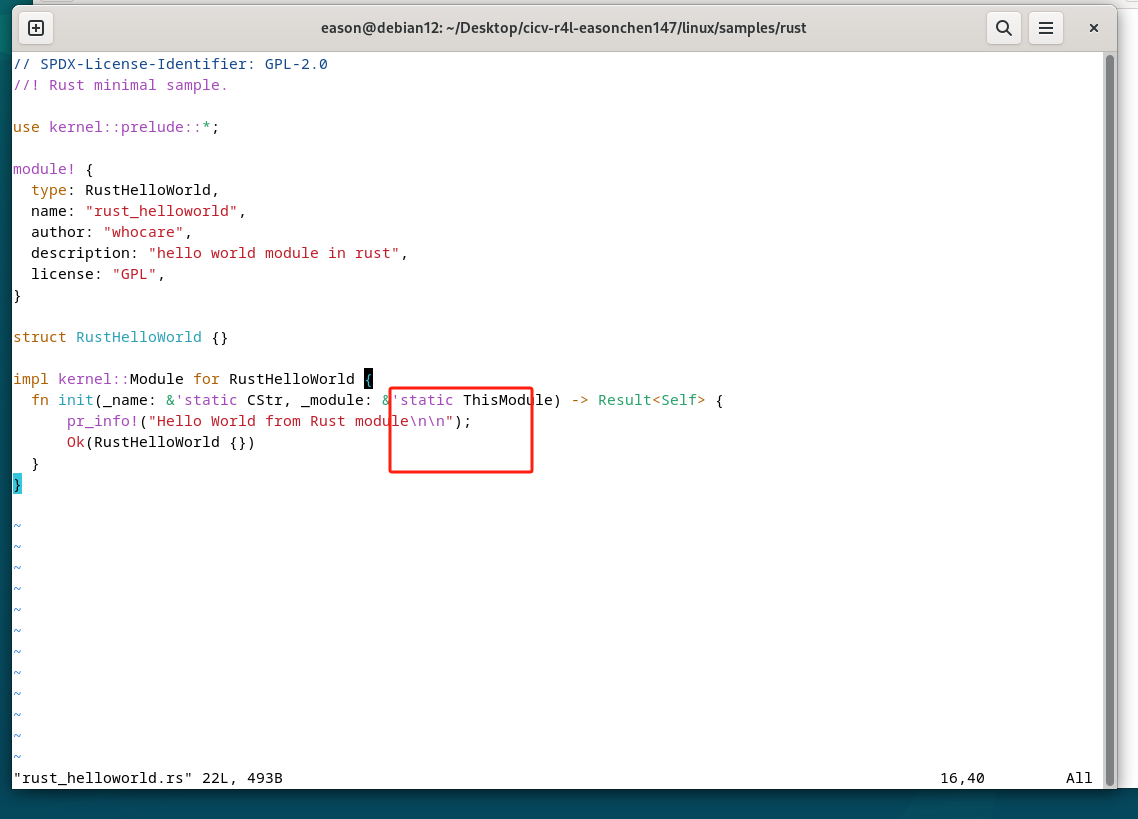 eason@debian12: ~/Desktop/cicv-r4l-easonchen147/linux/samples/rust
// SPDX-License-Identifier: GPL-2.0
//! Rust minimal sample.
use kernel::prelude::*;
module! {
  type: RustHelloWorld,
  name: "rust_helloworld",
  author: "whocare",
  description: "hello world module in rust",
  license: "GPL",
}
struct RustHelloWorld {}
impl kernel::Module for RustHelloWorld {
  fn init(_name: &'static CStr, _module: &'static ThisModule) -> Result<Self> {
      pr_info!("Hello World from Rust module\n\n");
      Ok(RustHelloWorld {})
  }
}
~
~
~
~
~
~
~
~
~
~
~
~
"rust_helloworld.rs" 22L, 493B 16,40 All